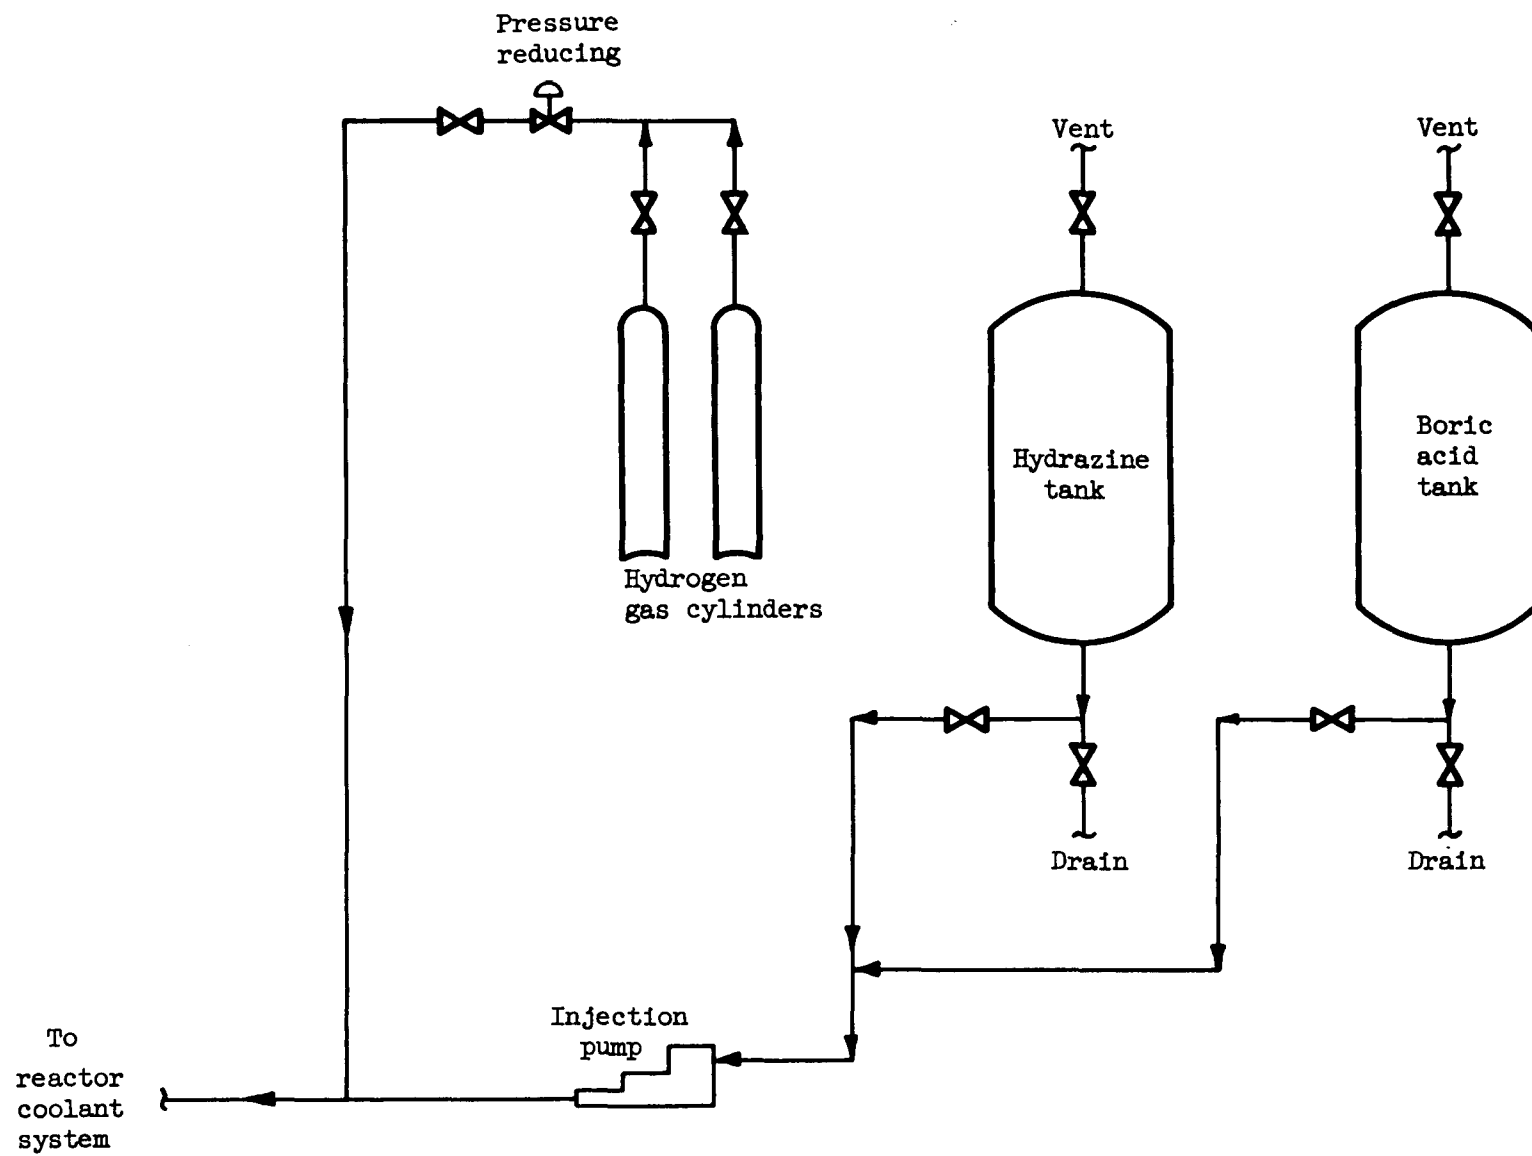 Pressure
reducing
Vent
Vent
Boric
acid
tank
Hydrazine
tank
Hydrogen
gas cylinders
Drain
Drain
Injection
pump
To
reactor
coolant
system